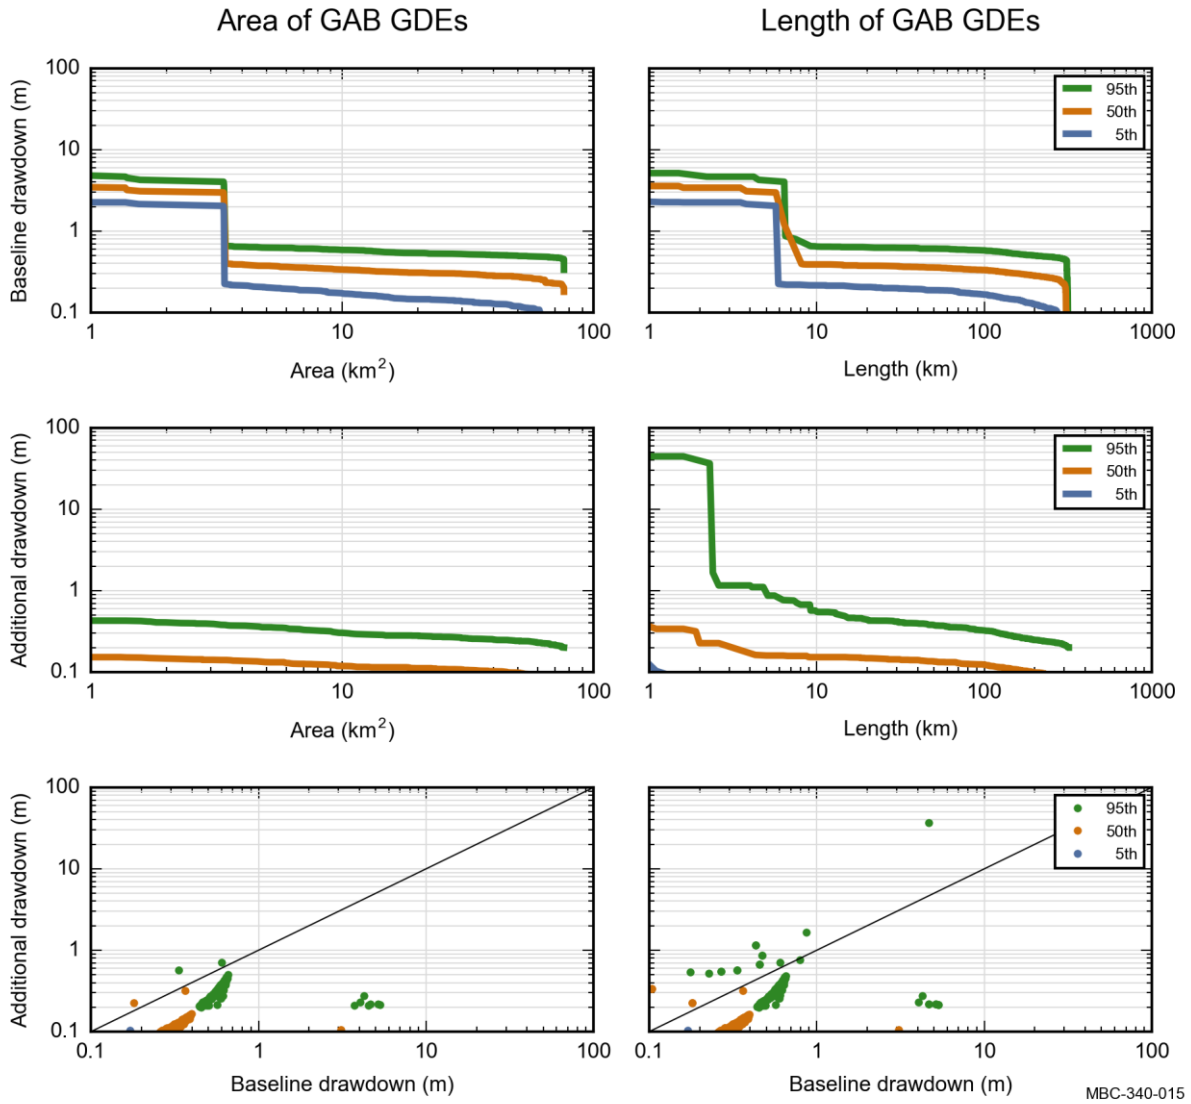 Area of GAB GDEs
Length of GAB GDEs
Baseline drawdown (m)
100
10
1
0.1
1
10
100
Area (km²)
95th
50th
5th
1
10
100
1000
Length (km)
Additional drawdown (m)
100
10
1
0.1
1
10
100
Area (km²)
95th
50th
5th
1
10
100
1000
Length (km)
Additional drawdown (m)
100
10
1
0.1
0.1
1
10
100
Baseline drawdown (m)
95th
50th
5th
0.1
1
10
100
1000
Baseline drawdown (m)
MBC-340-015